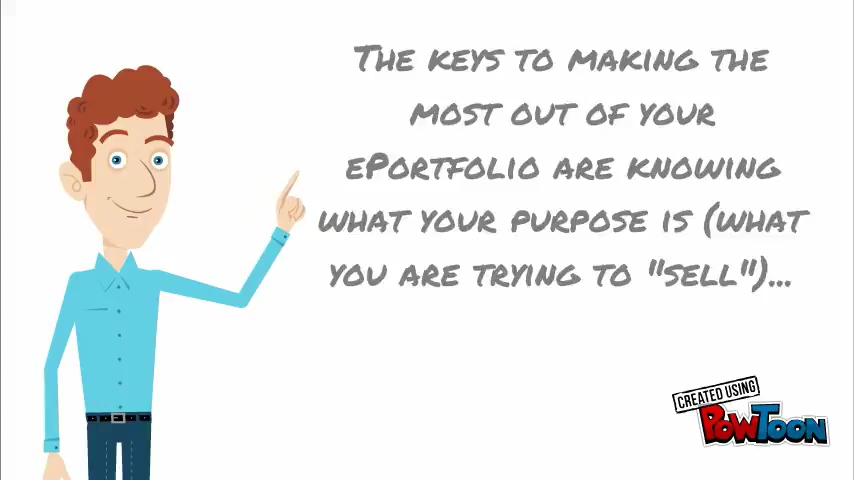 The keys to making the
most out of your
ePortfolio are knowing
what your purpose is (what
you are trying to "sell")...
CREATED USING
PowToon